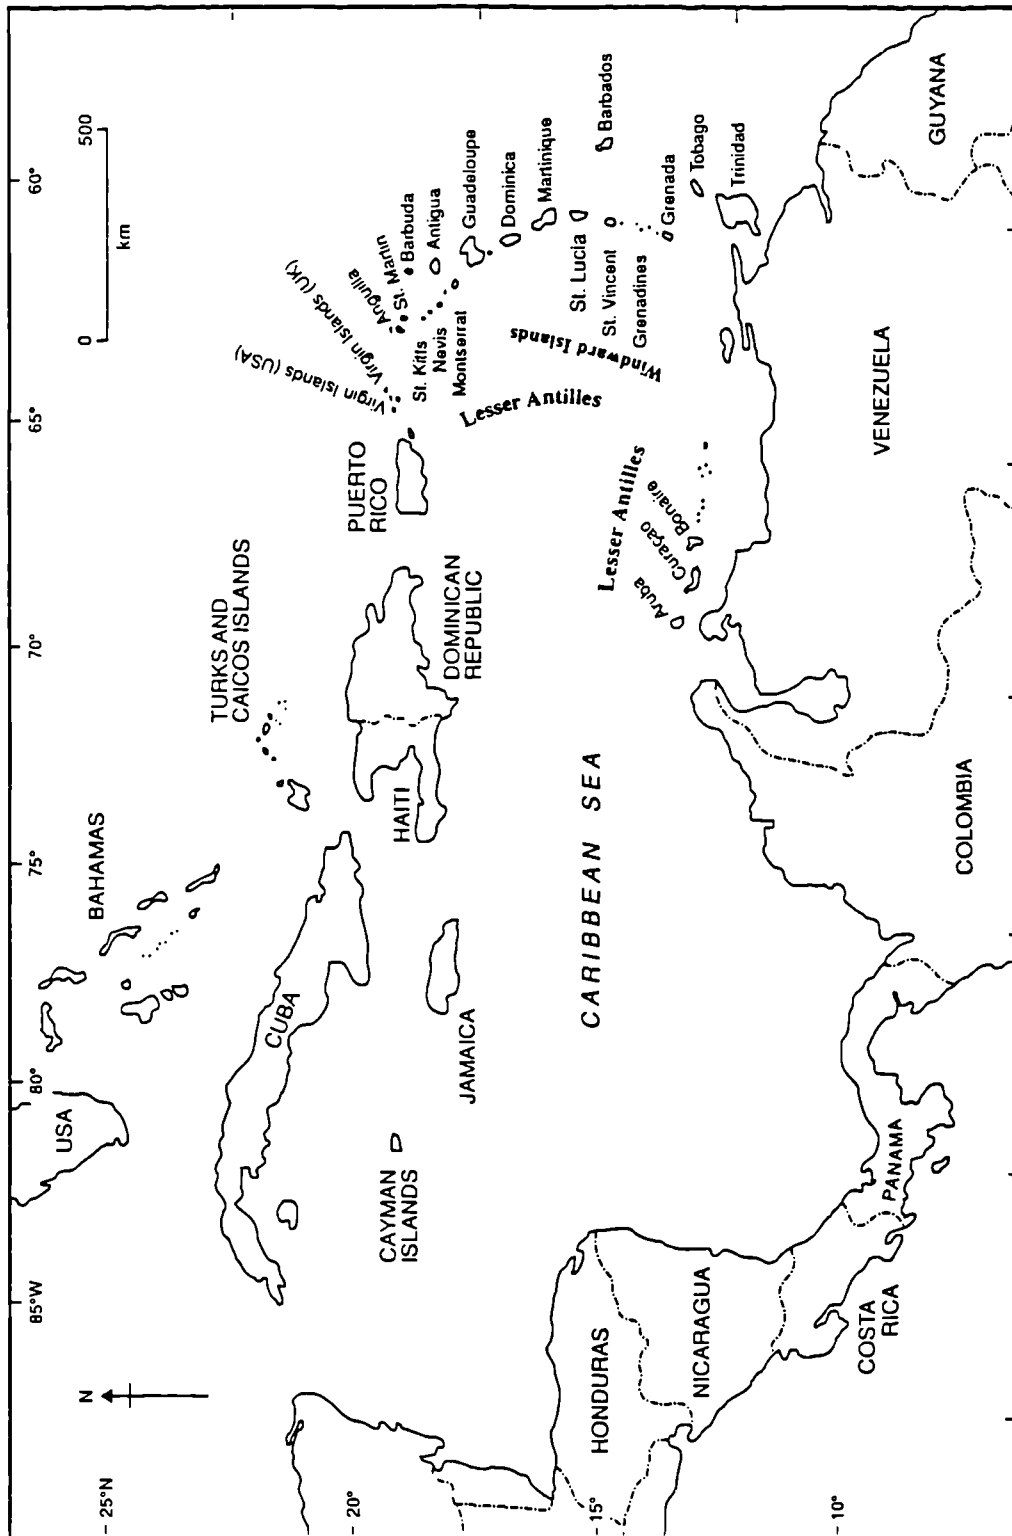 N
85°W
80°
75°
70°
65°
60°
25°N
20°
15°
10°
0
500
km
USA
BAHAMAS
TURKS AND
CAICOS ISLANDS
CUBA
CAYMAN
ISLANDS
JAMAICA
HAITI
DOMINICAN
REPUBLIC
PUERTO
RICO
Virgin Islands (USA)
Virgin Islands (UK)
Anguilla
St. Martin
Barbuda
Antigua
St. Kitts
Nevis
Montserrat
Guadeloupe
Dominica
Martinique
St. Lucia
St. Vincent
Barbados
Grenadines
Grenada
Tobago
Trinidad
Lesser Antilles
Windward Islands
Lesser Antilles
Aruba
Curaçao
Bonaire
CARIBBEAN SEA
HONDURAS
NICARAGUA
COSTA
RICA
PANAMA
COLOMBIA
VENEZUELA
GUYANA